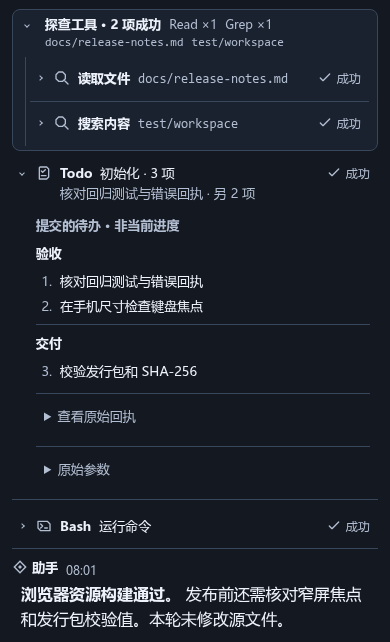 探查工具 • 2 项成功 Read ×1 Grep ×1
docs/release-notes.md test/workspace
读取文件 docs/release-notes.md 成功
搜索内容 test/workspace 成功
Todo 初始化 · 3 项 成功
核对回归测试与错误回执 · 另 2 项
提交的待办 • 非当前进度
验收
1. 核对回归测试与错误回执
2. 在手机尺寸检查键盘焦点
交付
3. 校验发行包和 SHA-256
查看原始回执
原始参数
Bash 运行命令 成功
助手 08:01
浏览器资源构建通过。 发布前还需核对窄屏焦点
和发行包校验值。本轮未修改源文件。